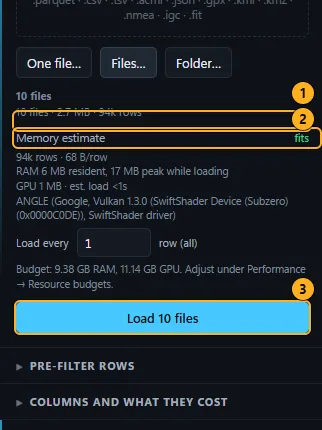 .parquet · .csv · .tsv · .acmi · .json · .gpx · .kml · .kmz ·
.nmea · .igc · .fit
One file...
Files...
Folder...
10 files
1
10 files · 2.7 MB · 94k rows
2
Memory estimate
fits
94k rows · 68 B/row
RAM 6 MB resident, 17 MB peak while loading
GPU 1 MB · est. load <1s
ANGLE (Google, Vulkan 1.3.0 (SwiftShader Device (Subzero)
(0x0000C0DE)), SwiftShader driver)
Load every
1
row (all)
Budget: 9.38 GB RAM, 11.14 GB GPU. Adjust under Performance
→ Resource budgets.
3
Load 10 files
▸ PRE-FILTER ROWS
▸ COLUMNS AND WHAT THEY COST